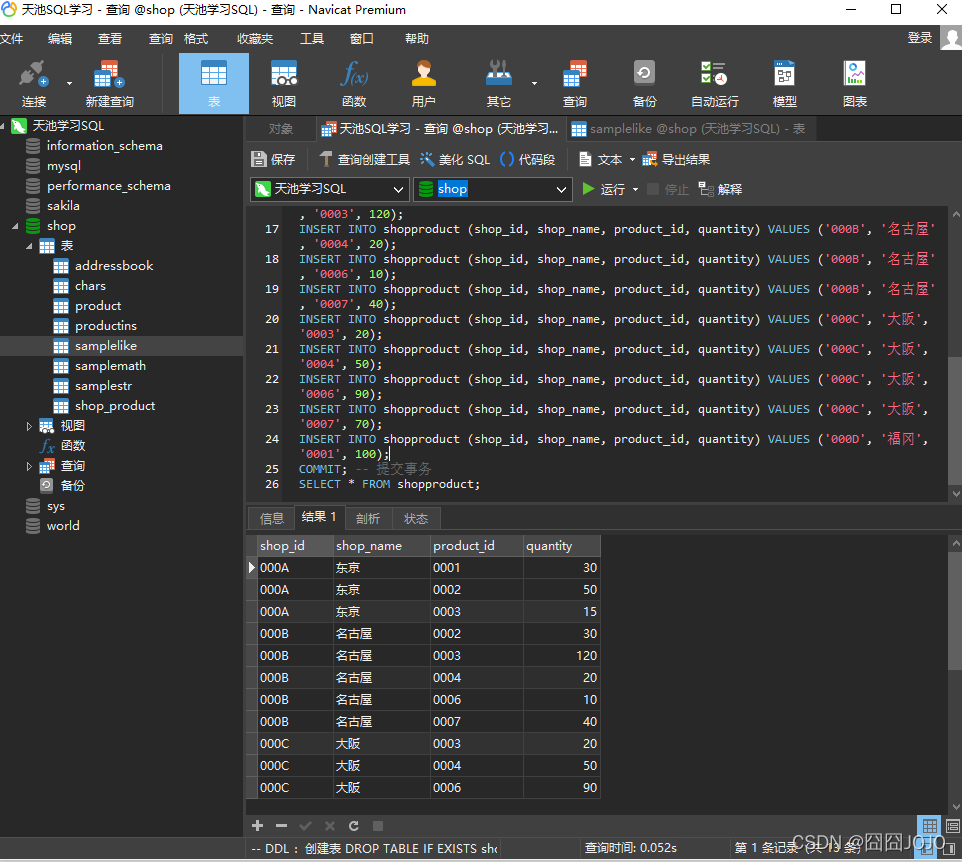 天池SQL学习 - 查询 @shop (天池学习SQL) - 查询 - Navicat Premium
文件 编辑 查看 查询 格式 收藏夹 工具 窗口 帮助 登录
连接 新建查询 表 视图 函数 用户 其它 查询 备份 自动运行 模型 图表
天池学习SQL
information_schema
mysql
performance_schema
sakila
shop
表
addressbook
chars
product
productins
samplelike
samplemath
samplestr
shop_product
视图
函数
查询
备份
sys
world
对象 天池SQL学习 - 查询 @shop (天池学习... samplelike @shop (天池学习SQL) - 表
保存 查询创建工具 美化 SQL 代码段 文本 导出结果
天池学习SQL shop 运行 停止 解释
, '0003', 120);
17 INSERT INTO shopproduct (shop_id, shop_name, product_id, quantity) VALUES ('000B', '名古屋'
, '0004', 20);
18 INSERT INTO shopproduct (shop_id, shop_name, product_id, quantity) VALUES ('000B', '名古屋'
, '0006', 10);
19 INSERT INTO shopproduct (shop_id, shop_name, product_id, quantity) VALUES ('000B', '名古屋'
, '0007', 40);
20 INSERT INTO shopproduct (shop_id, shop_name, product_id, quantity) VALUES ('000C', '大阪',
'0003', 20);
21 INSERT INTO shopproduct (shop_id, shop_name, product_id, quantity) VALUES ('000C', '大阪',
'0004', 50);
22 INSERT INTO shopproduct (shop_id, shop_name, product_id, quantity) VALUES ('000C', '大阪',
'0006', 90);
23 INSERT INTO shopproduct (shop_id, shop_name, product_id, quantity) VALUES ('000C', '大阪',
'0007', 70);
24 INSERT INTO shopproduct (shop_id, shop_name, product_id, quantity) VALUES ('000D', '福冈',
'0001', 100);
25 COMMIT; -- 提交事务
26 SELECT * FROM shopproduct;
信息 结果 1 剖析 状态
shop_id shop_name product_id quantity
000A 东京 0001 30
000A 东京 0002 50
000A 东京 0003 15
000B 名古屋 0002 30
000B 名古屋 0003 120
000B 名古屋 0004 20
000B 名古屋 0006 10
000B 名古屋 0007 40
000C 大阪 0003 20
000C 大阪 0004 50
000C 大阪 0006 90
-- DDL ：创建表 DROP TABLE IF EXISTS sho 查询时间: 0.052s 第 1 条记录 (共 13 条)
CSDN @囧囧JOJO